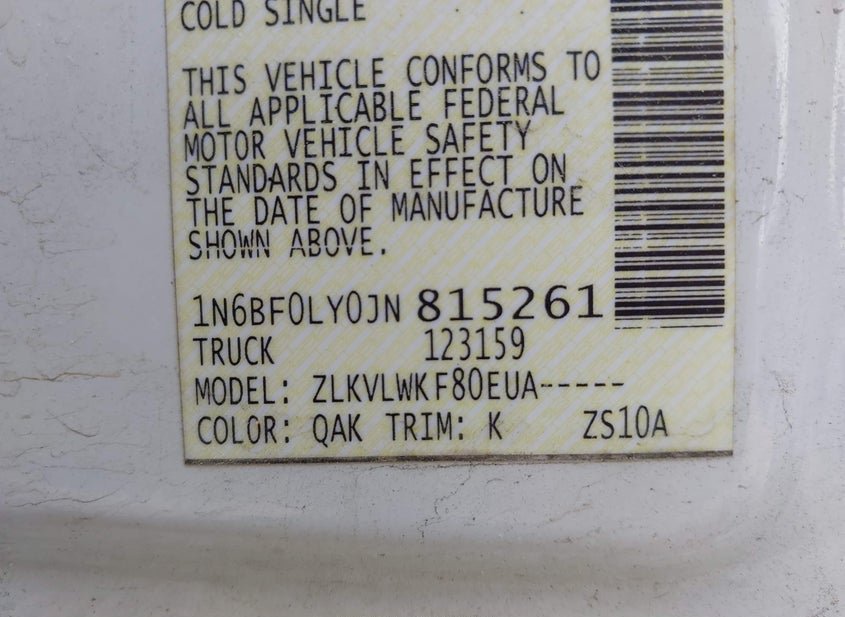 COLD SINGLE
THIS VEHICLE CONFORMS TO
ALL APPLICABLE FEDERAL
MOTOR VEHICLE SAFETY
STANDARDS IN EFFECT ON
THE DATE OF MANUFACTURE
SHOWN ABOVE.
1N6BF0LY0JN 815261
TRUCK 123159
MODEL: ZLKVLWKF80EUA-----
COLOR: QAK TRIM: K ZS10A